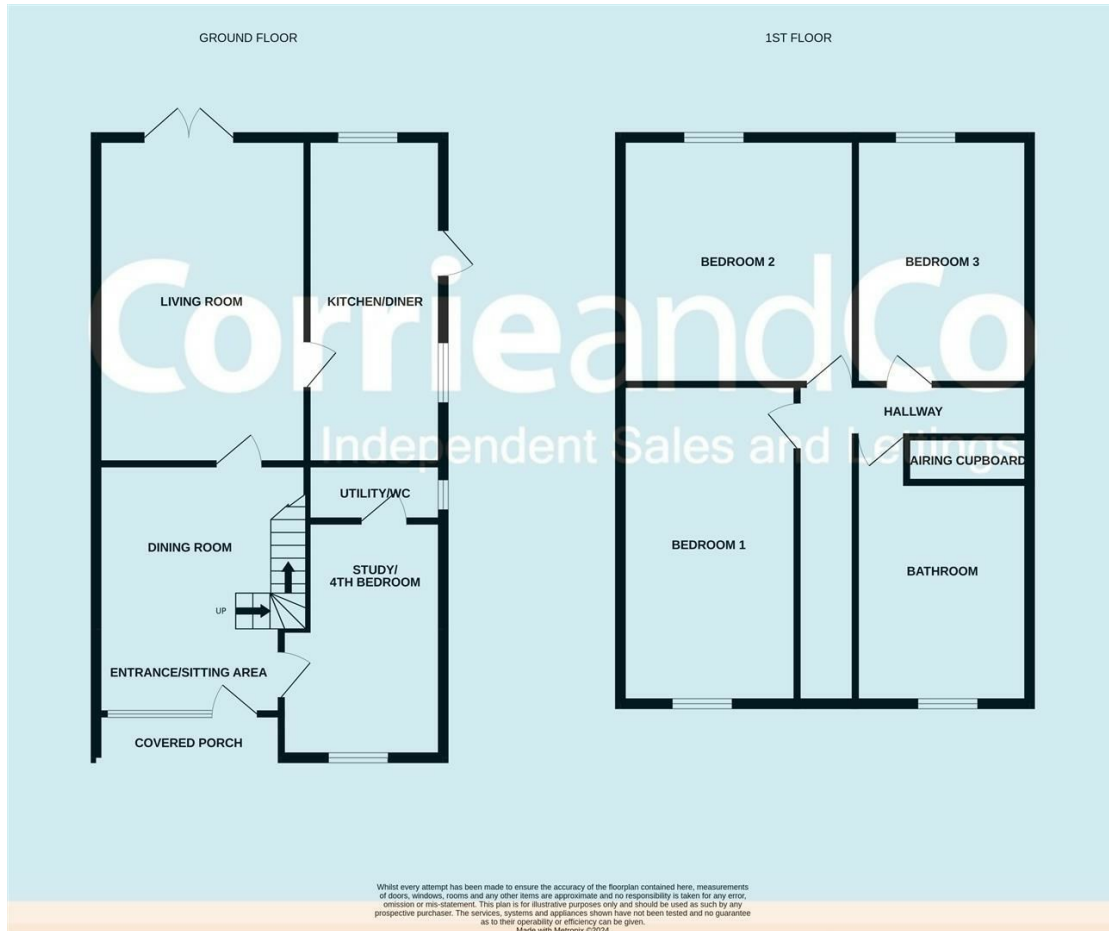 GROUND FLOOR
1ST FLOOR
LIVING ROOM
KITCHEN/DINER
UTILITY/WC
DINING ROOM
STUDY/
4TH BEDROOM
UP
ENTRANCE/SITTING AREA
COVERED PORCH
BEDROOM 2
BEDROOM 3
HALLWAY
AIRING CUPBOARD
BEDROOM 1
BATHROOM
CorrieandCo
Independent Sales and Lettings
Whilst every attempt has been made to ensure the accuracy of the floorplan contained here, measurements
of doors, windows, rooms and any other items are approximate and no responsibility is taken for any error,
omission or mis-statement. This plan is for illustrative purposes only and should be used as such by any
prospective purchaser. The services, systems and appliances shown have not been tested and no guarantee
as to their operability or efficiency can be given.
Made with Metropix ©2024